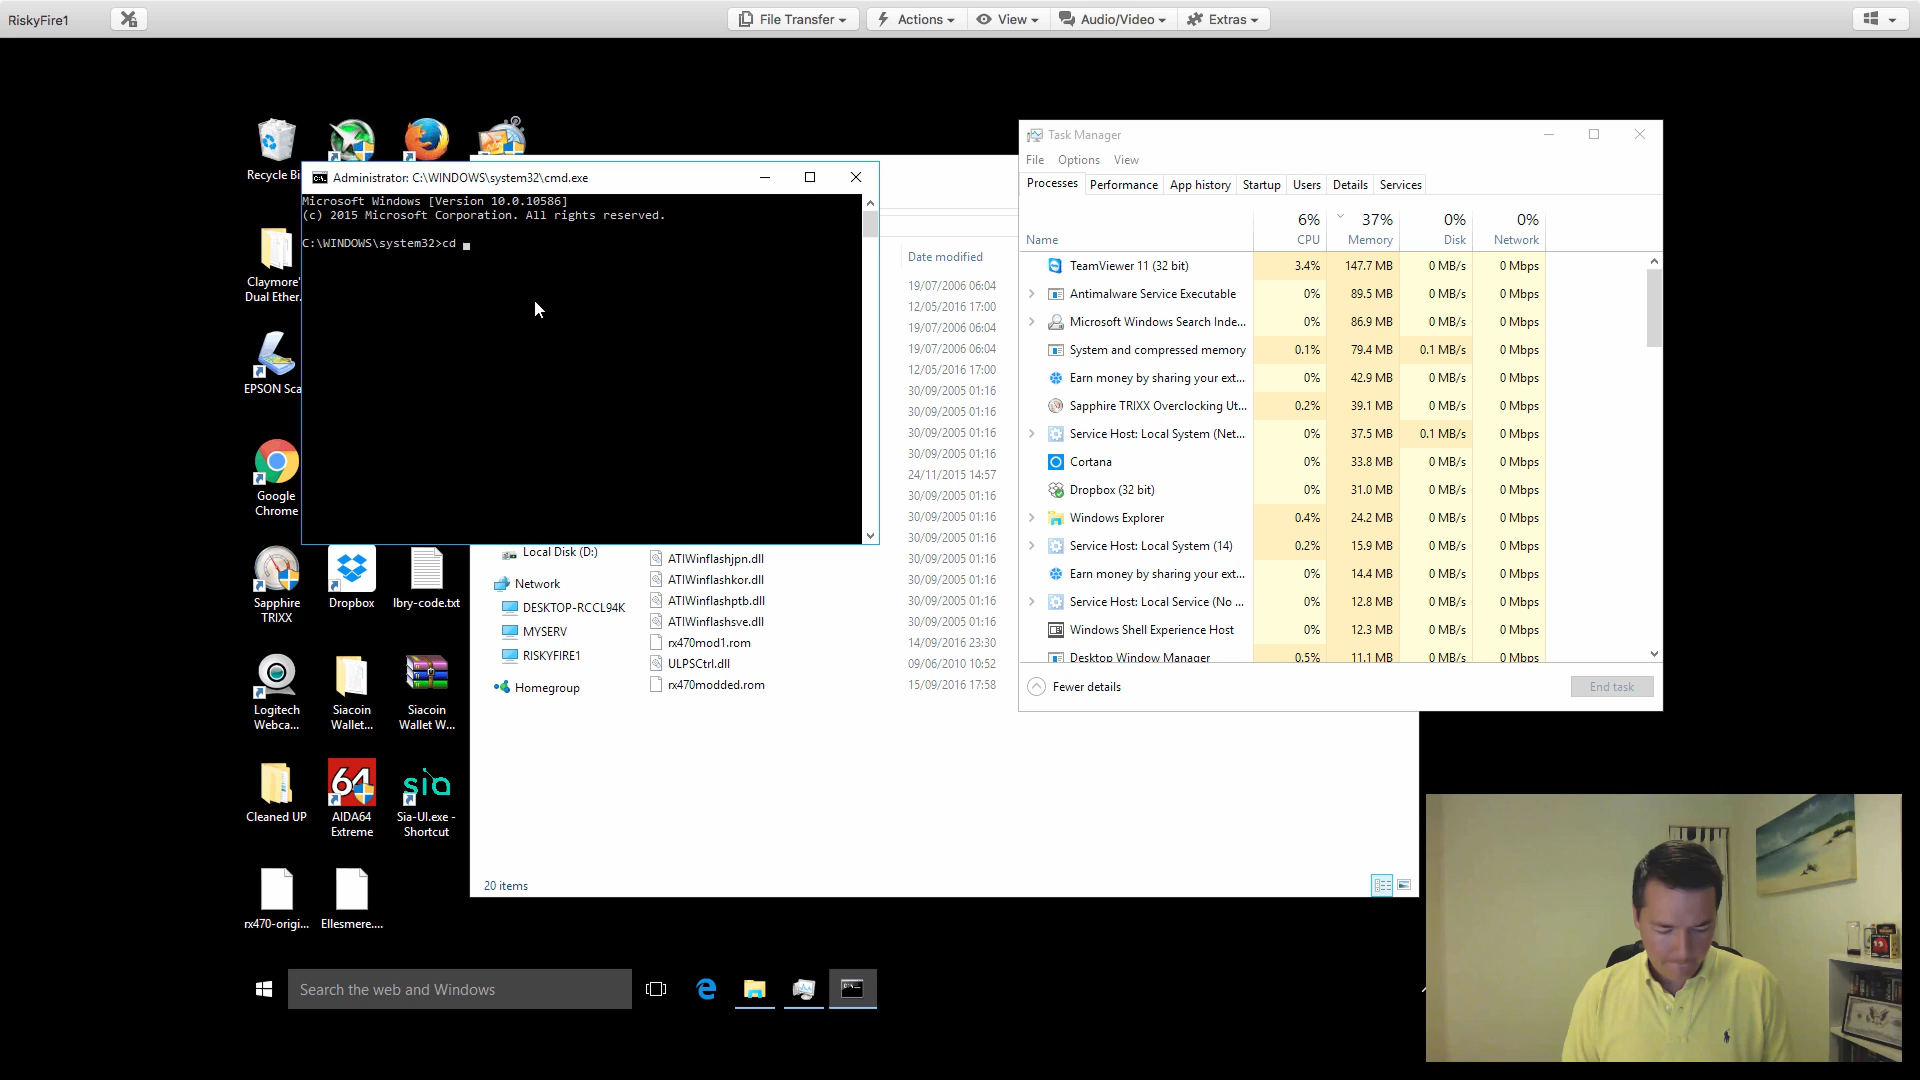 RiskyFire1
File Transfer
Actions
View
Audio/Video
Extras
Recycle Bi
Claymore'
Dual Ether.
EPSON Sca
Google
Chrome
Sapphire
TRIXX
Dropbox
lbry-code.txt
Logitech
Webca...
Siacoin
Wallet...
Siacoin
Wallet W...
Cleaned UP
64
AIDA64
Extreme
sia
Sia-UI.exe -
Shortcut
rx470-origi...
Ellesmere....
Administrator: C:\WINDOWS\system32\cmd.exe
Microsoft Windows [Version 10.0.10586]
(c) 2015 Microsoft Corporation. All rights reserved.
C:\WINDOWS\system32>cd
Date modified
19/07/2006 06:04
12/05/2016 17:00
19/07/2006 06:04
19/07/2006 06:04
12/05/2016 17:00
30/09/2005 01:16
30/09/2005 01:16
30/09/2005 01:16
30/09/2005 01:16
24/11/2015 14:57
30/09/2005 01:16
30/09/2005 01:16
30/09/2005 01:16
Local Disk (D:)
Network
DESKTOP-RCCL94K
MYSERV
RISKYFIRE1
Homegroup
ATIWinflashjpn.dll 30/09/2005 01:16
ATIWinflashkor.dll 30/09/2005 01:16
ATIWinflashptb.dll 30/09/2005 01:16
ATIWinflashsve.dll 30/09/2005 01:16
rx470mod1.rom 14/09/2016 23:30
ULPSCtrl.dll 09/06/2010 10:52
rx470modded.rom 15/09/2016 17:58
20 items
Task Manager
File Options View
Processes Performance App history Startup Users Details Services
6% 37% 0% 0%
Name CPU Memory Disk Network
TeamViewer 11 (32 bit) 3.4% 147.7 MB 0 MB/s 0 Mbps
Antimalware Service Executable 0% 89.5 MB 0 MB/s 0 Mbps
Microsoft Windows Search Inde... 0% 86.9 MB 0 MB/s 0 Mbps
System and compressed memory 0.1% 79.4 MB 0.1 MB/s 0 Mbps
Earn money by sharing your ext... 0% 42.9 MB 0 MB/s 0 Mbps
Sapphire TRIXX Overclocking Ut... 0.2% 39.1 MB 0 MB/s 0 Mbps
Service Host: Local System (Net... 0% 37.5 MB 0.1 MB/s 0 Mbps
Cortana 0% 33.8 MB 0 MB/s 0 Mbps
Dropbox (32 bit) 0% 31.0 MB 0 MB/s 0 Mbps
Windows Explorer 0.4% 24.2 MB 0 MB/s 0 Mbps
Service Host: Local System (14) 0.2% 15.9 MB 0 MB/s 0 Mbps
Earn money by sharing your ext... 0% 14.4 MB 0 MB/s 0 Mbps
Service Host: Local Service (No ... 0% 12.8 MB 0 MB/s 0 Mbps
Windows Shell Experience Host 0% 12.3 MB 0 MB/s 0 Mbps
Desktop Window Manager 0.5% 11.1 MB 0 MB/s 0 Mbps
Fewer details
End task
Search the web and Windows